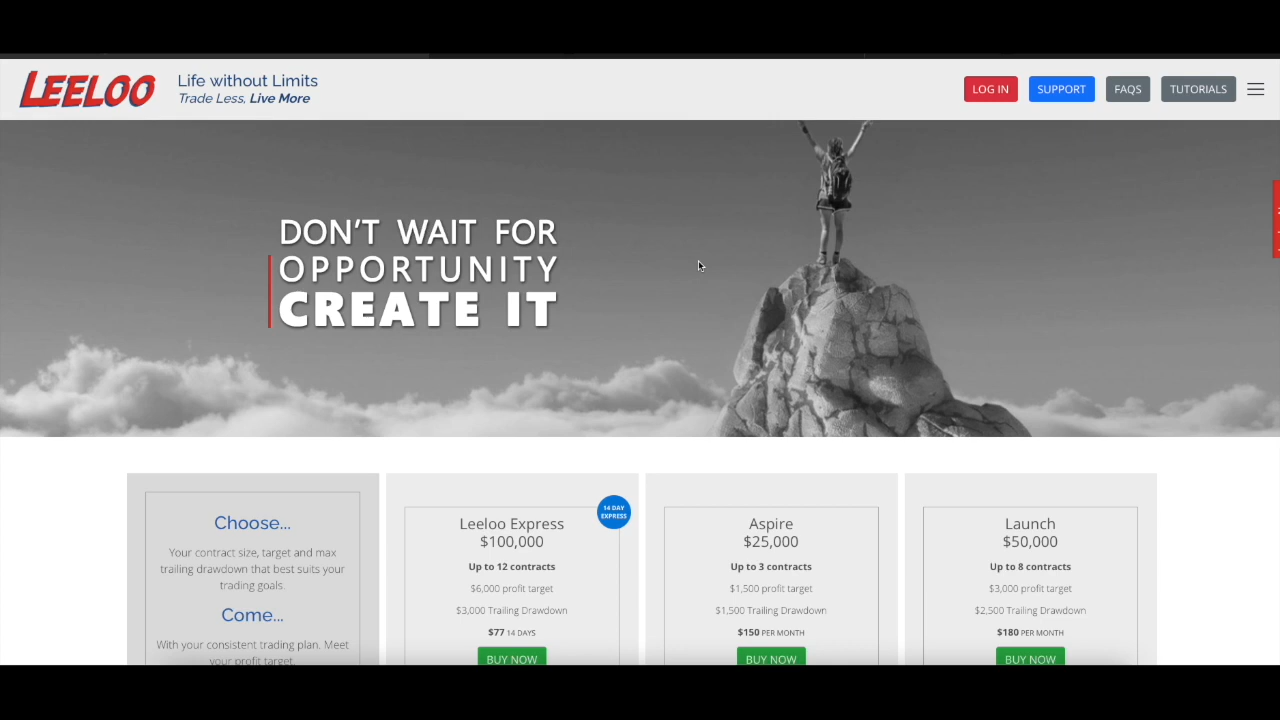 LEELOO
Life without Limits
Trade Less, Live More
LOG IN
SUPPORT
FAQS
TUTORIALS
DON'T WAIT FOR
OPPORTUNITY
CREATE IT
Choose...
Your contract size, target and max
trailing drawdown that best suits your
trading goals.
Come...
With your consistent trading plan. Meet
your profit target.
14 DAY
EXPRESS
Leeloo Express
$100,000
Up to 12 contracts
$6,000 profit target
$3,000 Trailing Drawdown
$77 14 DAYS
BUY NOW
Aspire
$25,000
Up to 3 contracts
$1,500 profit target
$1,500 Trailing Drawdown
$150 PER MONTH
BUY NOW
Launch
$50,000
Up to 8 contracts
$3,000 profit target
$2,500 Trailing Drawdown
$180 PER MONTH
BUY NOW